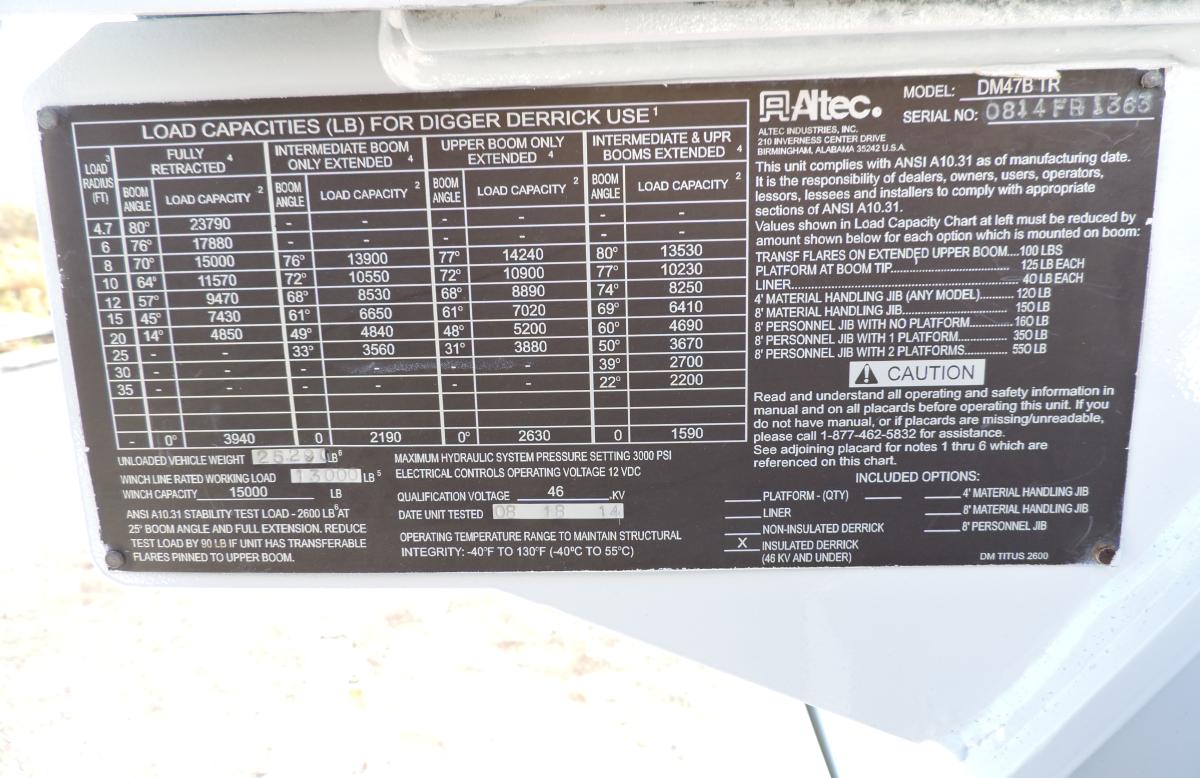 LOAD CAPACITIES (LB) FOR DIGGER DERRICK USE 1
LOAD 3 RADIUS (FT) FULLY RETRACTED 4 INTERMEDIATE BOOM ONLY EXTENDED 4 UPPER BOOM ONLY EXTENDED 4 INTERMEDIATE & UPR BOOMS EXTENDED 4
BOOM ANGLE LOAD CAPACITY 2 BOOM ANGLE LOAD CAPACITY 2 BOOM ANGLE LOAD CAPACITY 2 BOOM ANGLE LOAD CAPACITY 2
4.7 80° 23790 - - - - - -
6 76° 17880 - - - - - -
8 70° 15000 76° 13900 77° 14240 80° 13530
10 64° 11570 72° 10550 72° 10900 77° 10230
12 57° 9470 68° 8530 68° 8890 74° 8250
15 45° 7430 61° 6650 61° 7020 69° 6410
20 14° 4850 49° 4840 48° 5200 60° 4690
25 - - 33° 3560 31° 3880 50° 3670
30 - - - - - - 39° 2700
35 - - - - - - 22° 2200
- 0° 3940 0 2190 0° 2630 0 1590
UNLOADED VEHICLE WEIGHT LB 6
WINCH LINE RATED WORKING LOAD 13000 LB 5
WINCH CAPACITY 15000 LB
ANSI A10.31 STABILITY TEST LOAD - 2600 LB 6 AT
25° BOOM ANGLE AND FULL EXTENSION. REDUCE
TEST LOAD BY 90 LB IF UNIT HAS TRANSFERABLE
FLARES PINNED TO UPPER BOOM.
MAXIMUM HYDRAULIC SYSTEM PRESSURE SETTING 3000 PSI
ELECTRICAL CONTROLS OPERATING VOLTAGE 12 VDC
QUALIFICATION VOLTAGE 46 KV
DATE UNIT TESTED 08 18 14
OPERATING TEMPERATURE RANGE TO MAINTAIN STRUCTURAL
INTEGRITY: -40°F TO 130°F (-40°C TO 55°C)
Altec.
ALTEC INDUSTRIES, INC.
210 INVERNESS CENTER DRIVE
BIRMINGHAM, ALABAMA 35242 U.S.A.
MODEL: DM47B TR
SERIAL NO: 0814FB1363
This unit complies with ANSI A10.31 as of manufacturing date.
It is the responsibility of dealers, owners, users, operators,
lessors, lessees and installers to comply with appropriate
sections of ANSI A10.31.
Values shown in Load Capacity Chart at left must be reduced by
amount shown below for each option which is mounted on boom:
TRANSF FLARES ON EXTENDED UPPER BOOM....100 LBS
PLATFORM AT BOOM TIP.............................. 125 LB EACH
LINER............................................................ 40 LB EACH
4' MATERIAL HANDLING JIB (ANY MODEL)......... 120 LB
8' MATERIAL HANDLING JIB............................ 150 LB
8' PERSONNEL JIB WITH NO PLATFORM........... 160 LB
8' PERSONNEL JIB WITH 1 PLATFORM.............. 350 LB
8' PERSONNEL JIB WITH 2 PLATFORMS........... 550 LB
CAUTION
Read and understand all operating and safety information in
manual and on all placards before operating this unit. If you
do not have manual, or if placards are missing/unreadable,
please call 1-877-462-5832 for assistance.
See adjoining placard for notes 1 thru 6 which are
referenced on this chart.
INCLUDED OPTIONS:
PLATFORM - (QTY)
LINER
NON-INSULATED DERRICK
X INSULATED DERRICK
(46 KV AND UNDER)
4' MATERIAL HANDLING JIB
8' MATERIAL HANDLING JIB
8' PERSONNEL JIB
DM TITUS 2600